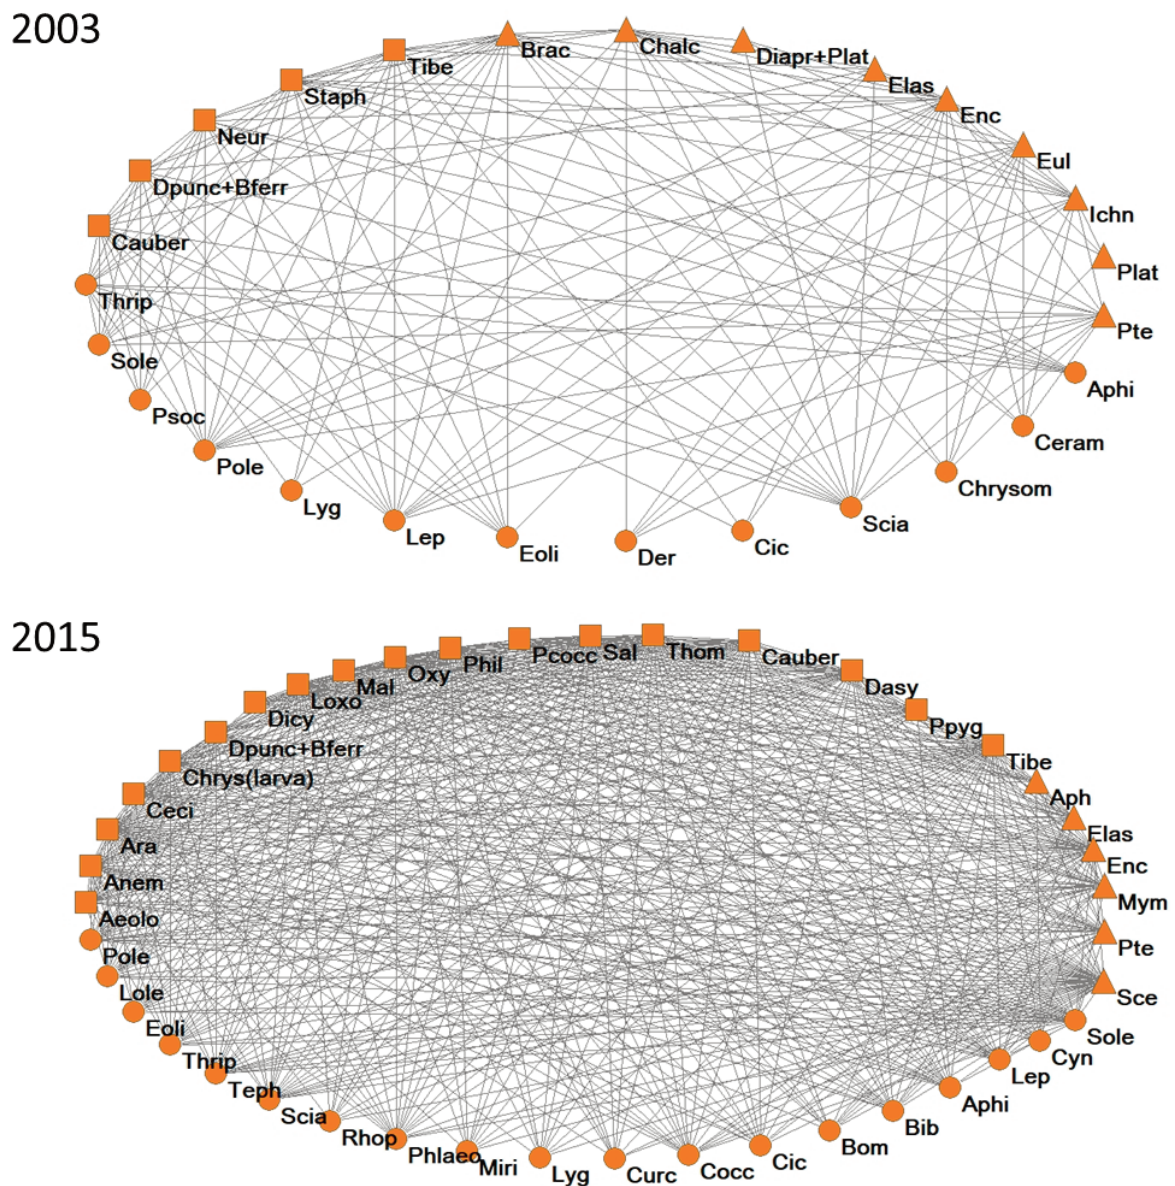 2003
Brac
Chalc
Diapr+Plat
Tibe
Elas
Staph
Enc
Neur
Eul
Dpunc+Bferr
Ichn
Cauber
Plat
Thrip
Pte
Sole
Aphi
Psoc
Ceram
Pole
Chrysom
Lyg
Scia
Lep
Eoli
Der
Cic
2015
Pcocc
Sal
Thom
Cauber
Phil
Oxy
Mal
Dasy
Loxo
Dicy
Ppyg
Dpunc+Bferr
Tibe
Chrys(larva)
Aph
Ceci
Elas
Ara
Enc
Anem
Mym
Aeolo
Pte
Pole
Lole
Sce
Eoli
Sole
Thrip
Cyn
Teph
Lep
Scia
Aphi
Rhop
Bib
Phlaeo
Bom
Miri
Cic
Lyg
Curc
Cocc